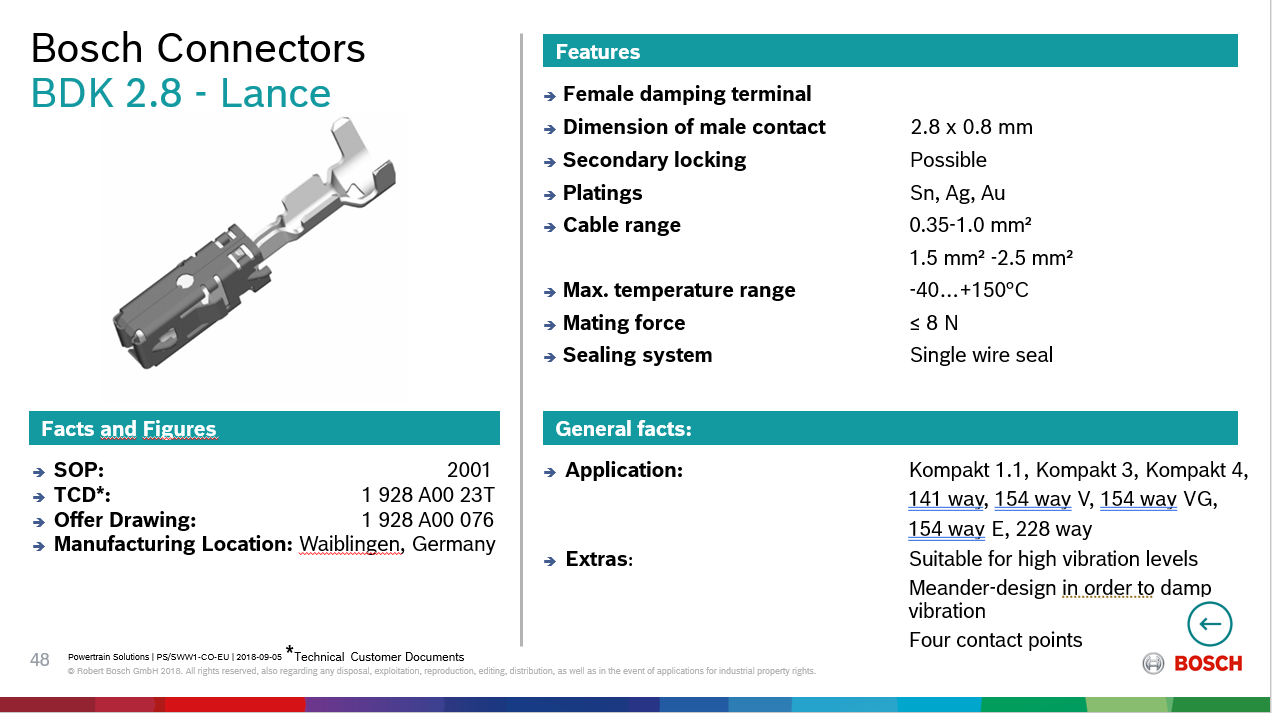 Bosch Connectors
BDK 2.8 - Lance
Features
Female damping terminal
Dimension of male contact 2.8 x 0.8 mm
Secondary locking Possible
Platings Sn, Ag, Au
Cable range 0.35-1.0 mm²
1.5 mm² -2.5 mm²
Max. temperature range -40…+150°C
Mating force ≤ 8 N
Sealing system Single wire seal
Facts and Figures
SOP: 2001
TCD*: 1 928 A00 23T
Offer Drawing: 1 928 A00 076
Manufacturing Location: Waiblingen, Germany
General facts:
Application: Kompakt 1.1, Kompakt 3, Kompakt 4,
141 way, 154 way V, 154 way VG,
154 way E, 228 way
Extras: Suitable for high vibration levels
Meander-design in order to damp
vibration
Four contact points
48
Powertrain Solutions | PS/SWW1-CO-EU | 2018-09-05 *Technical Customer Documents
© Robert Bosch GmbH 2018. All rights reserved, also regarding any disposal, exploitation, reproduction, editing, distribution, as well as in the event of applications for industrial property rights.
BOSCH